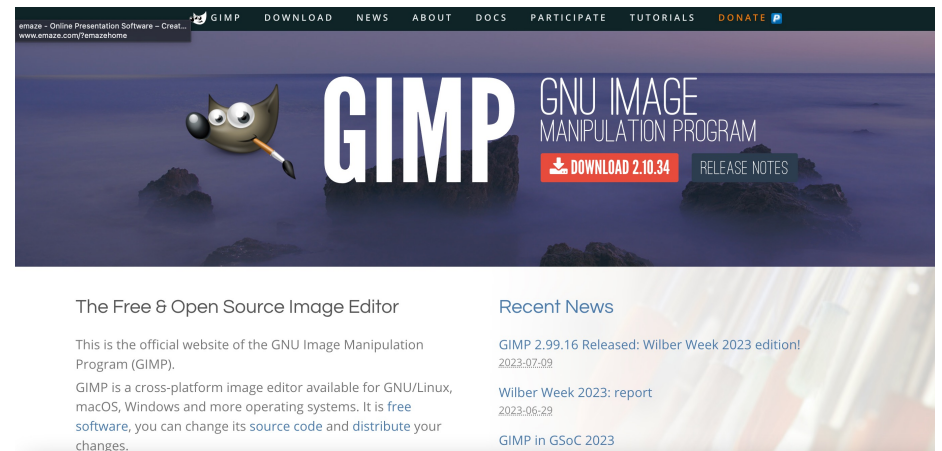 emaze - Online Presentation Software – Creat...
www.emaze.com/?emazehome
GIMP DOWNLOAD NEWS ABOUT DOCS PARTICIPATE TUTORIALS DONATE
GIMP
GNU IMAGE
MANIPULATION PROGRAM
DOWNLOAD 2.10.34 RELEASE NOTES
The Free & Open Source Image Editor
This is the official website of the GNU Image Manipulation
Program (GIMP).
GIMP is a cross-platform image editor available for GNU/Linux,
macOS, Windows and more operating systems. It is free
software, you can change its source code and distribute your
changes.
Recent News
GIMP 2.99.16 Released: Wilber Week 2023 edition!
2023-07-09
Wilber Week 2023: report
2023-06-29
GIMP in GSoC 2023